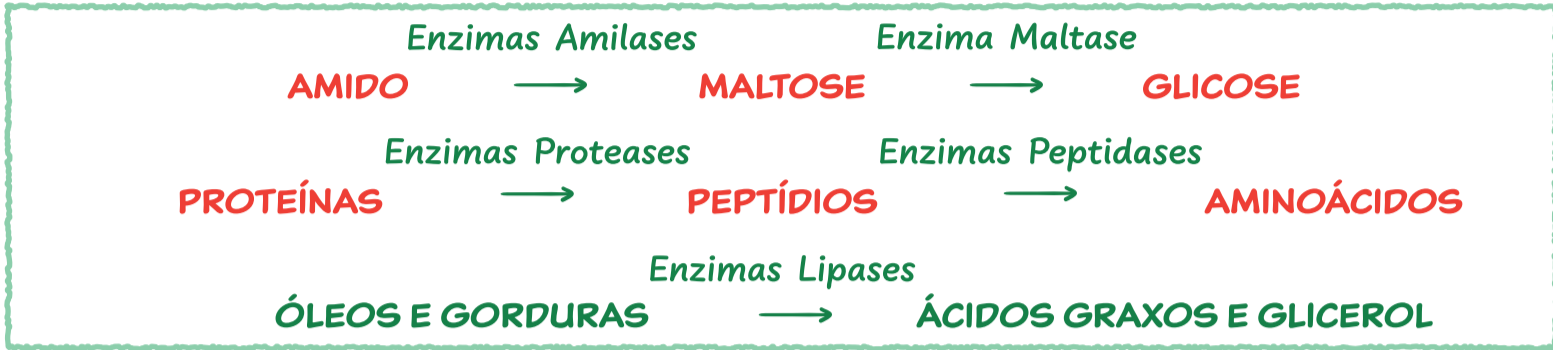 Enzimas Amilases Enzima Maltase
AMIDO → MALTOSE → GLICOSE
Enzimas Proteases Enzimas Peptidases
PROTEÍNAS → PEPTÍDIOS → AMINOÁCIDOS
Enzimas Lipases
ÓLEOS E GORDURAS → ÁCIDOS GRAXOS E GLICEROL